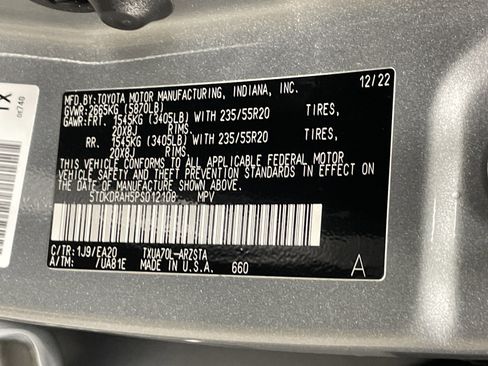 MFD. BY: TOYOTA MOTOR MANUFACTURING, INDIANA, INC.
12/22
GVWR: 2665KG (5870LB)
GAWR: FRT. 1545KG (3405LB) WITH 235/55R20 TIRES,
20X8J RIMS.
RR. 1545KG (3405LB) WITH 235/55R20 TIRES,
20X8J RIMS.
THIS VEHICLE CONFORMS TO ALL APPLICABLE FEDERAL MOTOR
VEHICLE SAFETY AND THEFT PREVENTION STANDARDS IN EFFECT ON
THE DATE OF MANUFACTURE SHOWN ABOVE.
5TDKDRAH5PS012108 MPV
C/TR: 1J9/EA20 TXUA70L-ARZSTA
A/TM: /UA81E MADE IN U.S.A. 660
A